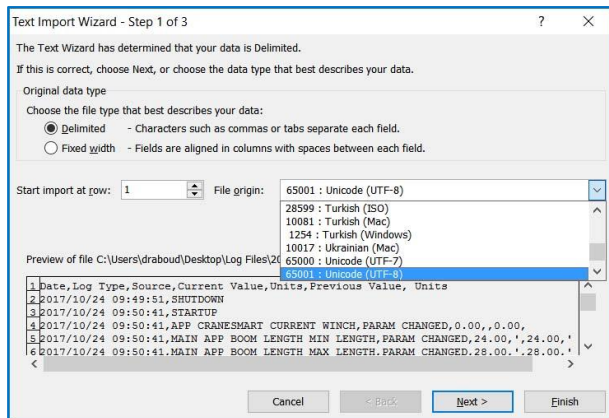 Text Import Wizard - Step 1 of 3 ? ×
The Text Wizard has determined that your data is Delimited.
If this is correct, choose Next, or choose the data type that best describes your data.
Original data type
Choose the file type that best describes your data:
Delimited - Characters such as commas or tabs separate each field.
Fixed width - Fields are aligned in columns with spaces between each field.
Start import at row: 1 File origin: 65001 : Unicode (UTF-8)
28599 : Turkish (ISO)
10081 : Turkish (Mac)
1254 : Turkish (Windows)
10017 : Ukrainian (Mac)
65000 : Unicode (UTF-7)
65001 : Unicode (UTF-8)
Preview of file C:\Users\draboud\Desktop\Log Files\20
1 Date,Log Type,Source,Current Value,Units,Previous Value, Units
2 2017/10/24 09:49:51,SHUTDOWN
3 2017/10/24 09:50:41,STARTUP
4 2017/10/24 09:50:41,APP CRANESMART CURRENT WINCH,PARAM CHANGED,0.00,,0.00,
5 2017/10/24 09:50:41,MAIN APP BOOM LENGTH MIN LENGTH,PARAM CHANGED,24.00,',24.00,'
6 2017/10/24 09:50:41,MAIN APP BOOM LENGTH MAX LENGTH,PARAM CHANGED,28.00,',28.00,'
Cancel < Back Next > Finish